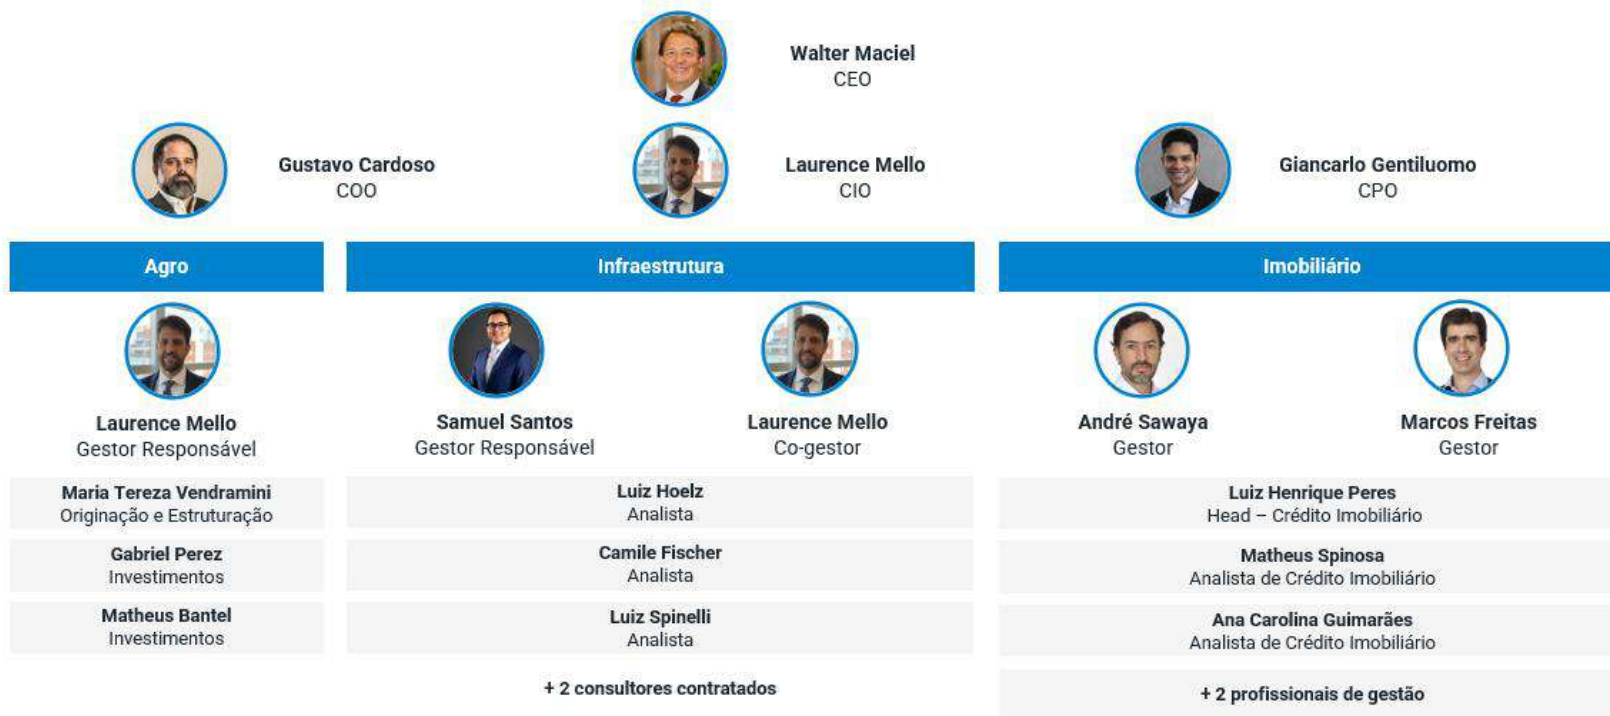 Walter Maciel
CEO
Gustavo Cardoso
COO
Laurence Mello
CIO
Giancarlo Gentiluomo
CPO
Agro
Laurence Mello
Gestor Responsável
Maria Tereza Vendramini
Originação e Estruturação
Gabriel Perez
Investimentos
Matheus Bantel
Investimentos
Infraestrutura
Samuel Santos
Gestor Responsável
Laurence Mello
Co-gestor
Luiz Hoelz
Analista
Camile Fischer
Analista
Luiz Spinelli
Analista
+ 2 consultores contratados
Imobiliário
André Sawaya
Gestor
Marcos Freitas
Gestor
Luiz Henrique Peres
Head – Crédito Imobiliário
Matheus Spinosa
Analista de Crédito Imobiliário
Ana Carolina Guimarães
Analista de Crédito Imobiliário
+ 2 profissionais de gestão